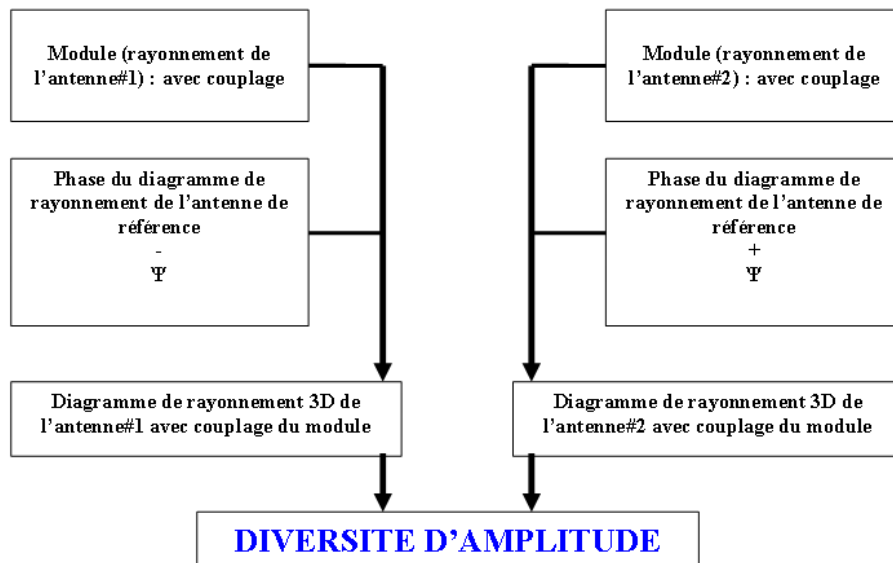 Module (rayonnement de
l'antenne#1) : avec couplage
Module (rayonnement de
l'antenne#2) : avec couplage
Phase du diagramme de
rayonnement de l'antenne de
référence
-
Ψ
Phase du diagramme de
rayonnement de l'antenne de
référence
+
Ψ
Diagramme de rayonnement 3D de
l'antenne#1 avec couplage du module
Diagramme de rayonnement 3D de
l'antenne#2 avec couplage du module
DIVERSITE D'AMPLITUDE